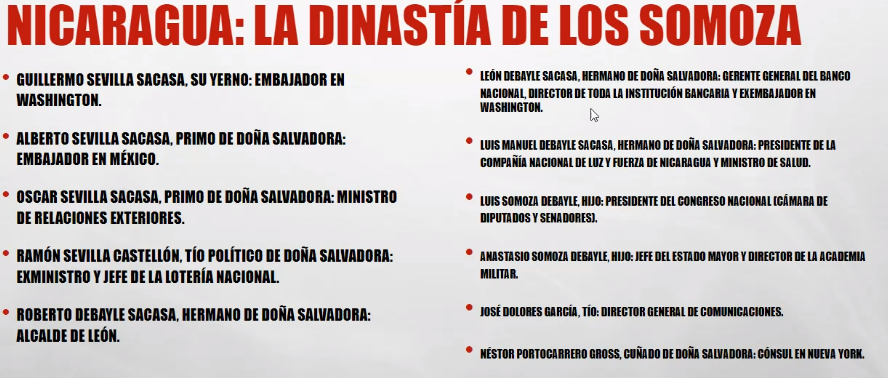 NICARAGUA: LA DINASTÍA DE LOS SOMOZA
• GUILLERMO SEVILLA SACASA, SU YERNO: EMBAJADOR EN
WASHINGTON.
• ALBERTO SEVILLA SACASA, PRIMO DE DOÑA SALVADORA:
EMBAJADOR EN MÉXICO.
• OSCAR SEVILLA SACASA, PRIMO DE DOÑA SALVADORA: MINISTRO
DE RELACIONES EXTERIORES.
• RAMÓN SEVILLA CASTELLÓN, TÍO POLÍTICO DE DOÑA SALVADORA:
EXMINISTRO Y JEFE DE LA LOTERÍA NACIONAL.
• ROBERTO DEBAYLE SACASA, HERMANO DE DOÑA SALVADORA:
ALCALDE DE LEÓN.
• LEÓN DEBAYLE SACASA, HERMANO DE DOÑA SALVADORA: GERENTE GENERAL DEL BANCO
NACIONAL, DIRECTOR DE TODA LA INSTITUCIÓN BANCARIA Y EXEMBAJADOR EN
WASHINGTON.
• LUIS MANUEL DEBAYLE SACASA, HERMANO DE DOÑA SALVADORA: PRESIDENTE DE LA
COMPAÑÍA NACIONAL DE LUZ Y FUERZA DE NICARAGUA Y MINISTRO DE SALUD.
• LUIS SOMOZA DEBAYLE, HIJO: PRESIDENTE DEL CONGRESO NACIONAL (CÁMARA DE
DIPUTADOS Y SENADORES).
• ANASTASIO SOMOZA DEBAYLE, HIJO: JEFE DEL ESTADO MAYOR Y DIRECTOR DE LA ACADEMIA
MILITAR.
• JOSÉ DOLORES GARCÍA, TÍO: DIRECTOR GENERAL DE COMUNICACIONES.
• NÉSTOR PORTOCARRERO GROSS, CUÑADO DE DOÑA SALVADORA: CÓNSUL EN NUEVA YORK.